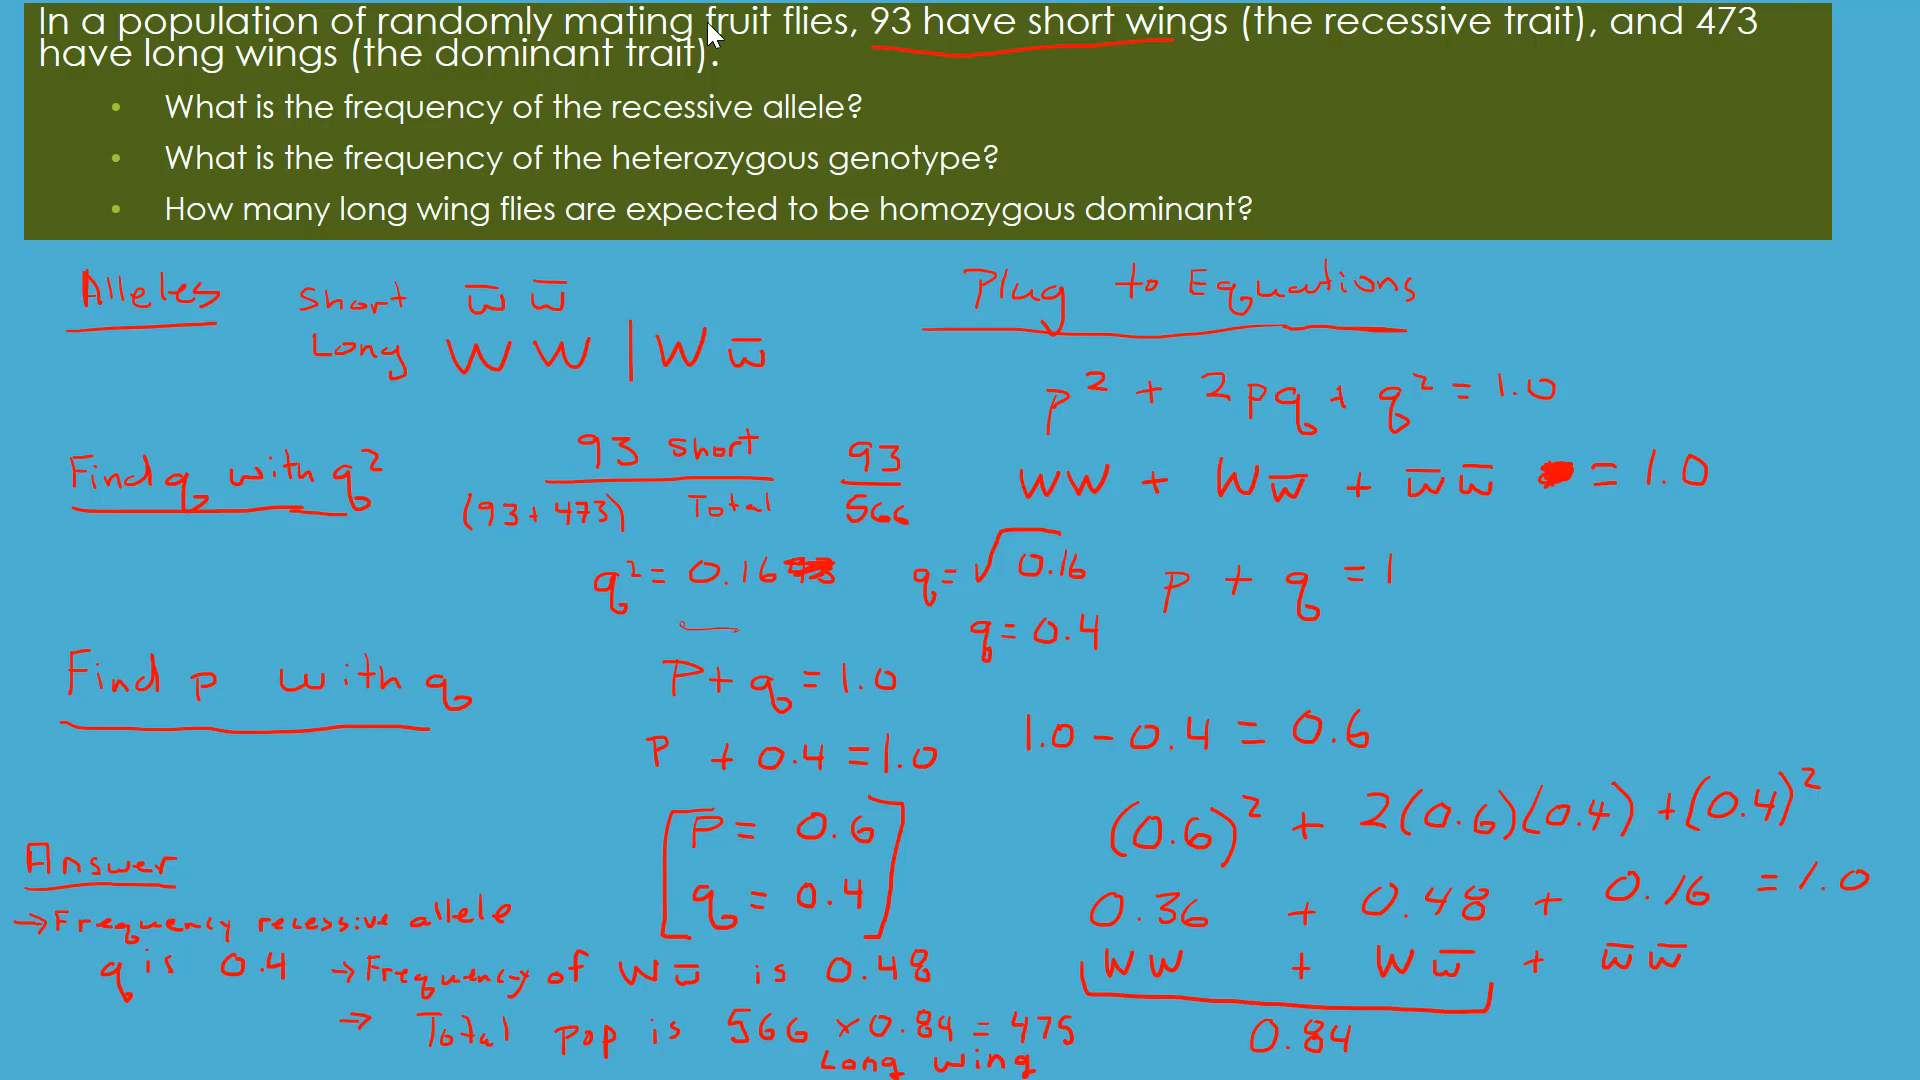 In a population of randomly mating fruit flies, 93 have short wings (the recessive trait), and 473
have long wings (the dominant trait).
• What is the frequency of the recessive allele?
• What is the frequency of the heterozygous genotype?
• How many long wing flies are expected to be homozygous dominant?
Alleles
short w̅ w̅
Long W W | W w̅
Find q with q²
93 short
(93 + 473) Total
93
566
q² = 0.16
q = √0.16
q = 0.4
Find p with q
P + q = 1.0
P + 0.4 = 1.0
1.0 - 0.4 = 0.6
P = 0.6
q = 0.4
Plug to Equations
p² + 2pq + q² = 1.0
WW + Ww̅ + w̅w̅ = 1.0
p + q = 1
(0.6)² + 2(0.6)(0.4) + (0.4)²
0.36 + 0.48 + 0.16 = 1.0
WW + Ww̅ + w̅w̅
0.84
Answer
→ Frequency recessive allele
q is 0.4
→ Frequency of Ww̅ is 0.48
→ Total pop is 566 × 0.84 = 475
Long wing